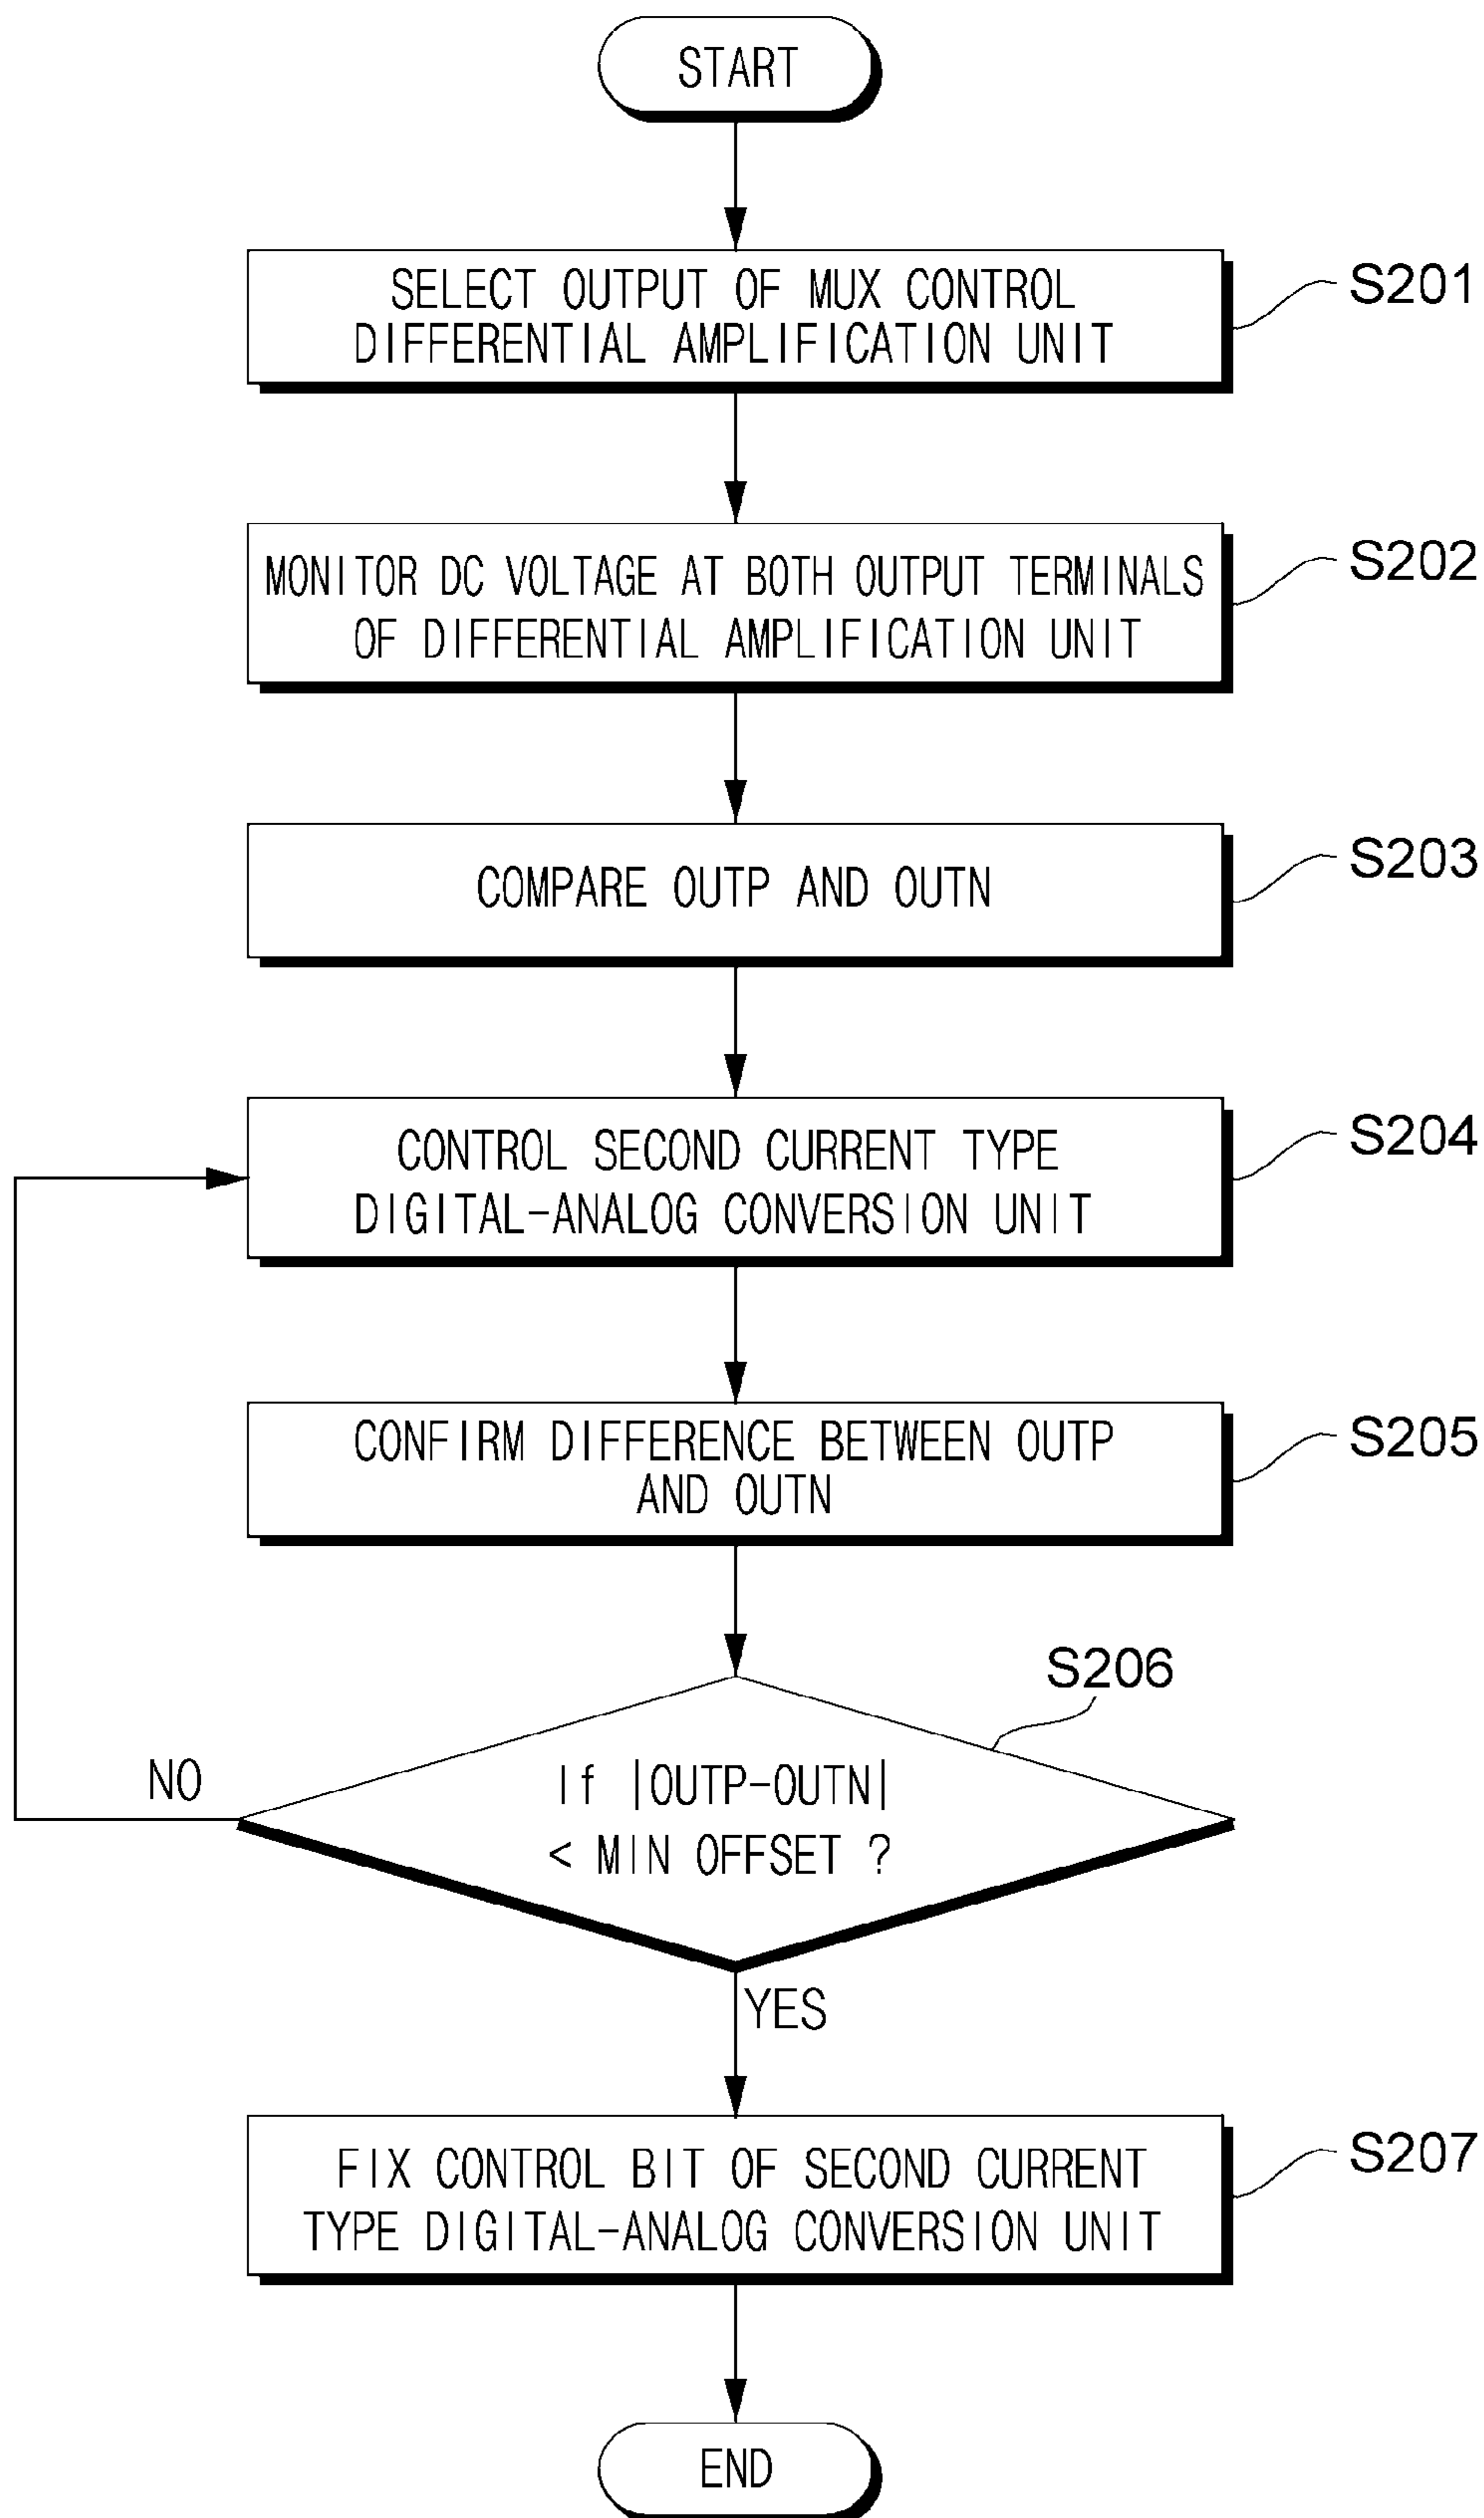 START
SELECT OUTPUT OF MUX CONTROL
DIFFERENTIAL AMPLIFICATION UNIT
S201
MONITOR DC VOLTAGE AT BOTH OUTPUT TERMINALS
OF DIFFERENTIAL AMPLIFICATION UNIT
S202
COMPARE OUTP AND OUTN
S203
CONTROL SECOND CURRENT TYPE
DIGITAL-ANALOG CONVERSION UNIT
S204
CONFIRM DIFFERENCE BETWEEN OUTP
AND OUTN
S205
S206
If |OUTP-OUTN|
< MIN OFFSET ?
NO
YES
FIX CONTROL BIT OF SECOND CURRENT
TYPE DIGITAL-ANALOG CONVERSION UNIT
S207
END